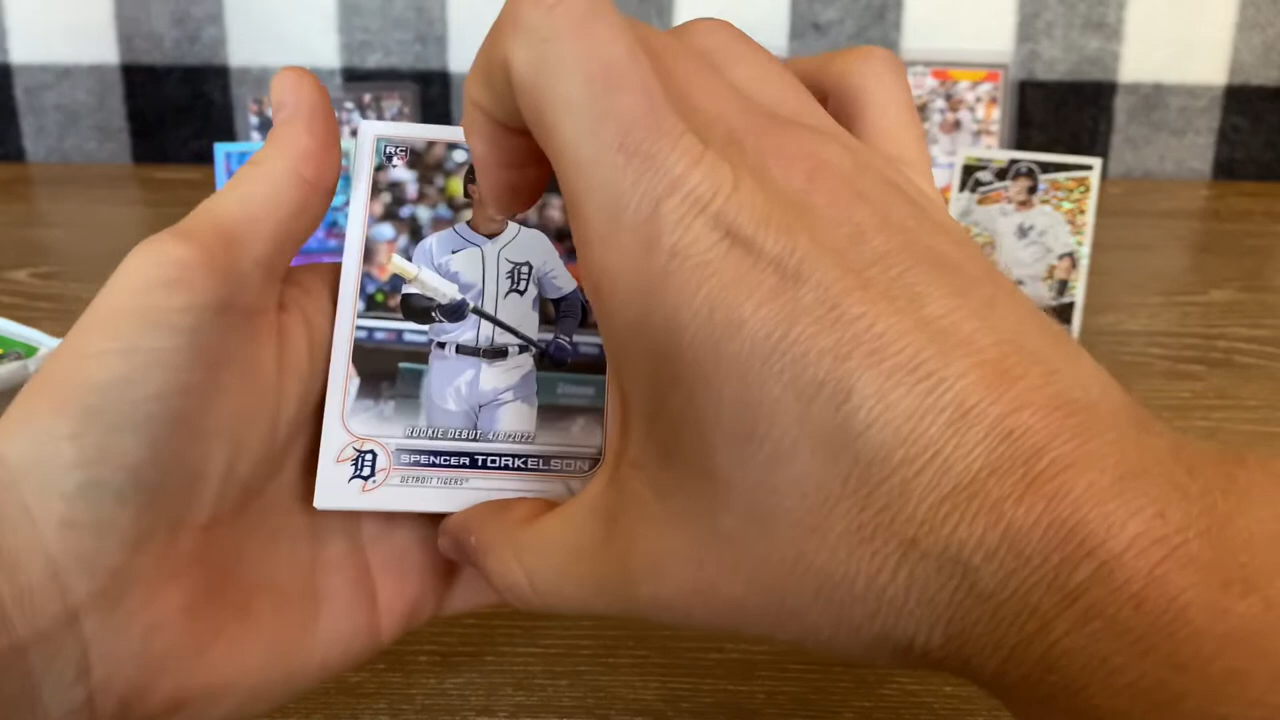 RC
D
ROOKIE DEBUT: 4/8/2022
D
SPENCER TORKELSON
DETROIT TIGERS®